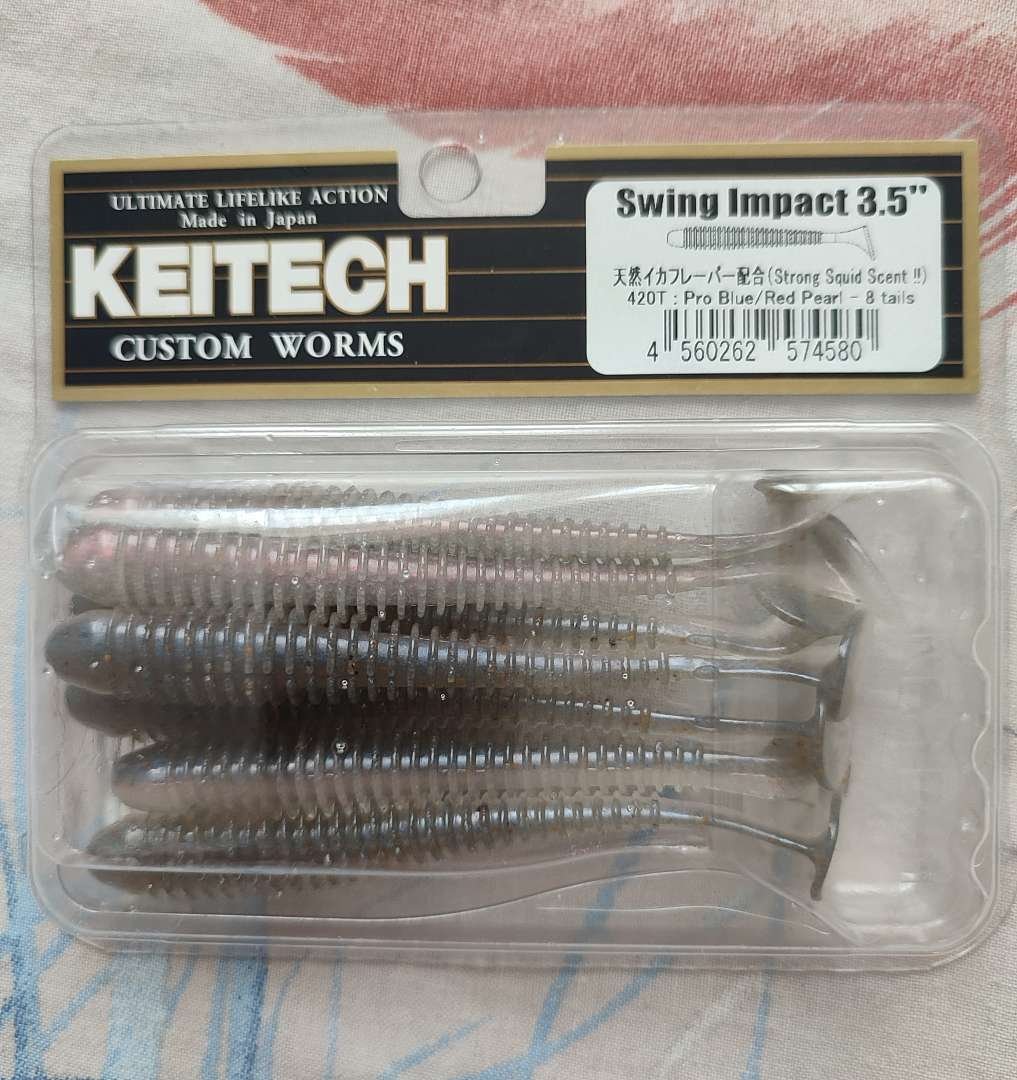 ULTIMATE LIFELIKE ACTION
Made in Japan
KEITECH
CUSTOM WORMS
Swing Impact 3.5"
天然イカフレーバー配合(Strong Squid Scent !!)
420T : Pro Blue/Red Pearl - 8 tails
4 560262 574580